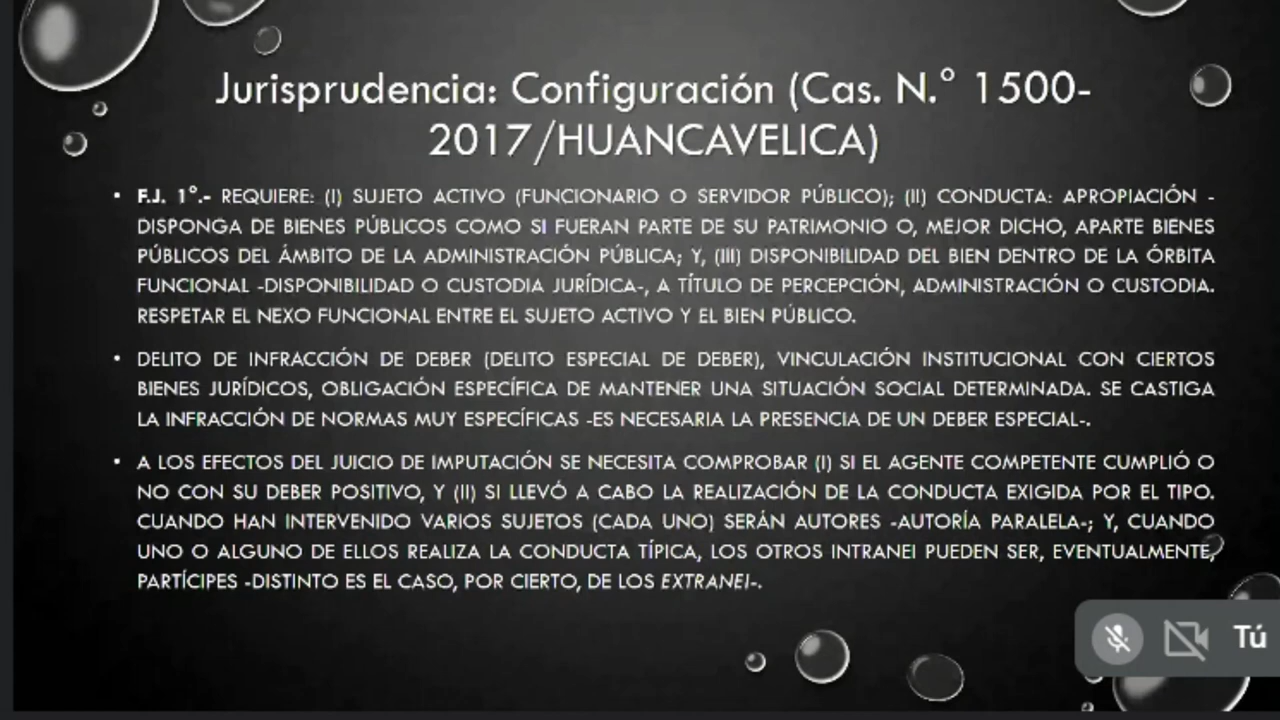 Jurisprudencia: Configuración (Cas. N.° 1500-
2017/HUANCAVELICA)
• F.J. 1°.- REQUIERE: (I) SUJETO ACTIVO (FUNCIONARIO O SERVIDOR PÚBLICO); (II) CONDUCTA: APROPIACIÓN -
DISPONGA DE BIENES PÚBLICOS COMO SI FUERAN PARTE DE SU PATRIMONIO O, MEJOR DICHO, APARTE BIENES
PÚBLICOS DEL ÁMBITO DE LA ADMINISTRACIÓN PÚBLICA; Y, (III) DISPONIBILIDAD DEL BIEN DENTRO DE LA ÓRBITA
FUNCIONAL -DISPONIBILIDAD O CUSTODIA JURÍDICA-, A TÍTULO DE PERCEPCIÓN, ADMINISTRACIÓN O CUSTODIA.
RESPETAR EL NEXO FUNCIONAL ENTRE EL SUJETO ACTIVO Y EL BIEN PÚBLICO.
• DELITO DE INFRACCIÓN DE DEBER (DELITO ESPECIAL DE DEBER), VINCULACIÓN INSTITUCIONAL CON CIERTOS
BIENES JURÍDICOS, OBLIGACIÓN ESPECÍFICA DE MANTENER UNA SITUACIÓN SOCIAL DETERMINADA. SE CASTIGA
LA INFRACCIÓN DE NORMAS MUY ESPECÍFICAS -ES NECESARIA LA PRESENCIA DE UN DEBER ESPECIAL-.
• A LOS EFECTOS DEL JUICIO DE IMPUTACIÓN SE NECESITA COMPROBAR (I) SI EL AGENTE COMPETENTE CUMPLIÓ O
NO CON SU DEBER POSITIVO, Y (II) SI LLEVÓ A CABO LA REALIZACIÓN DE LA CONDUCTA EXIGIDA POR EL TIPO.
CUANDO HAN INTERVENIDO VARIOS SUJETOS (CADA UNO) SERÁN AUTORES -AUTORÍA PARALELA-; Y, CUANDO
UNO O ALGUNO DE ELLOS REALIZA LA CONDUCTA TÍPICA, LOS OTROS INTRANEI PUEDEN SER, EVENTUALMENTE,
PARTÍCIPES -DISTINTO ES EL CASO, POR CIERTO, DE LOS EXTRANEI-.
Tú